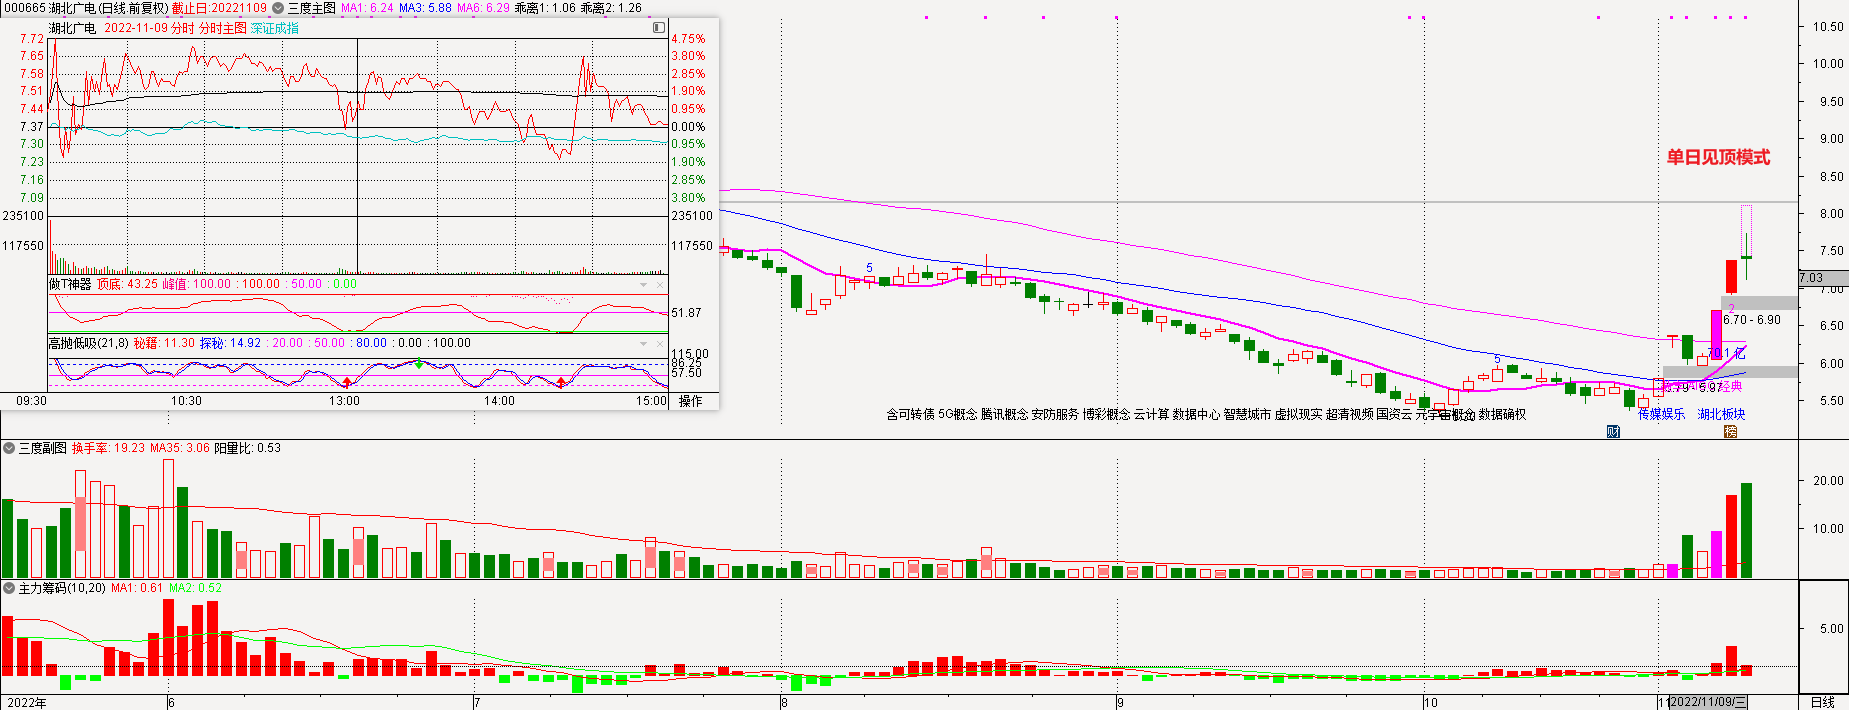 000665 湖北广电(日线.前复权) 截止日:20221109 三度主图 MA1: 6.24 MA3: 5.88 MA6: 6.29 乖离1: 1.06 乖离2: 1.26
湖北广电 2022-11-09 分时 分时主图 深证成指
7.72 4.75%
7.65 3.80%
7.58 2.85%
7.51 1.90%
7.44 0.95%
7.37 0.00%
7.30 0.95%
7.23 1.90%
7.16 2.85%
7.09 3.80%
235100 235100
117550 117550
做T神器 顶底: 43.25 峰值: 100.00 : 100.00 : 50.00 : 0.00
51.87
高抛低吸(21,8) 秘籍: 11.30 探秘: 14.92 : 20.00 : 50.00 : 80.00 : 0.00 : 100.00
115.00
86.25
57.50
09:30 10:30 13:00 14:00 15:00 操作
10.50
10.00
9.50
9.00
单日见顶模式
8.50
8.00
7.50
7.03
7.00
6.50
6.00
5.50
5
5
2
6.70 - 6.90
含可转债 5G概念 腾讯概念 安防服务 博彩概念 云计算 数据中心 智慧城市 虚拟现实 超清视频 国资云 元宇宙概念 数据确权
传媒娱乐 湖北板块
财 榜
三度副图 换手率: 19.23 MA35: 3.06 阳量比: 0.53
20.00
10.00
主力筹码(10,20) MA1: 0.61 MA2: 0.52
5.00
2022年 6 7 8 9 10 11 2022/11/09/三 日线